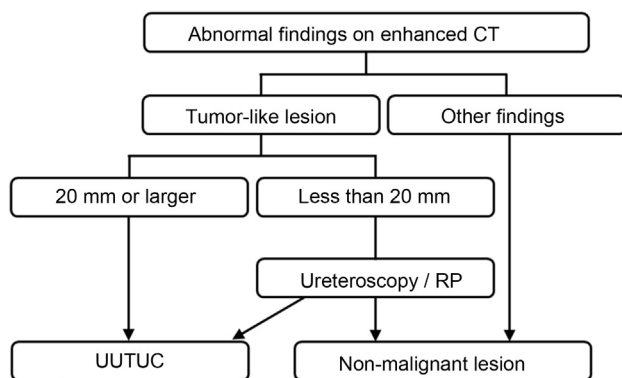 Abnormal findings on enhanced CT
Tumor-like lesion
Other findings
20 mm or larger
Less than 20 mm
Ureteroscopy / RP
UUTUC
Non-malignant lesion